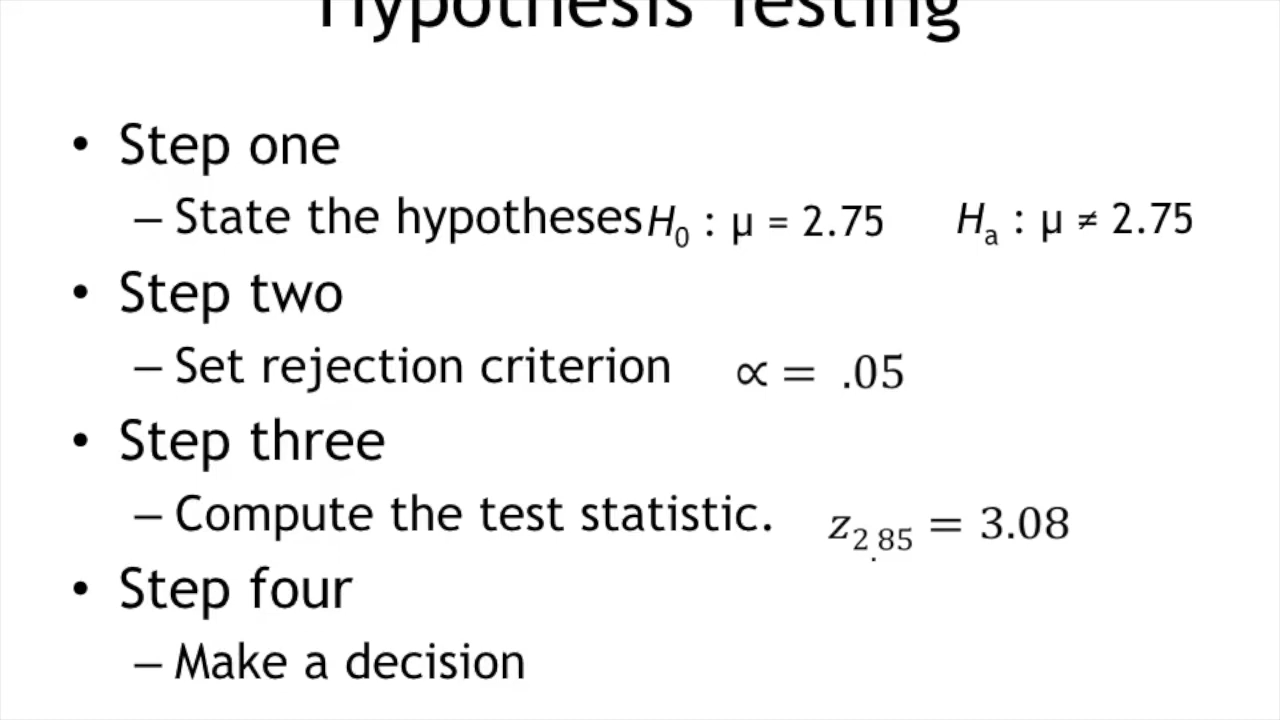 Hypothesis Testing
• Step one
– State the hypotheses H₀ : μ = 2.75 Hₐ : μ ≠ 2.75
• Step two
– Set rejection criterion ∝ = .05
• Step three
– Compute the test statistic. z₂.₈₅ = 3.08
• Step four
– Make a decision